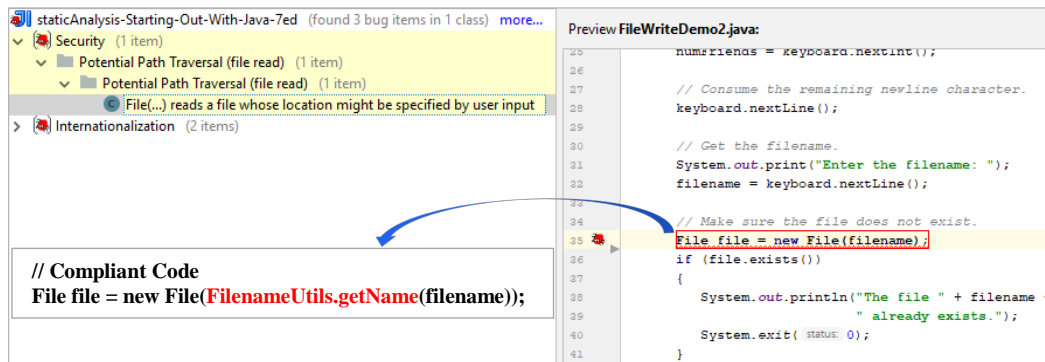 staticAnalysis-Starting-Out-With-Java-7ed (found 3 bug items in 1 class) more...
Security (1 item)
Potential Path Traversal (file read) (1 item)
Potential Path Traversal (file read) (1 item)
C File(...) reads a file whose location might be specified by user input
Internationalization (2 items)
// Compliant Code
File file = new File(FilenameUtils.getName(filename));
Preview FileWriteDemo2.java:
25 numFriends = keyboard.nextInt();
26
27 // Consume the remaining newline character.
28 keyboard.nextLine();
29
30 // Get the filename.
31 System.out.print("Enter the filename: ");
32 filename = keyboard.nextLine();
33
34 // Make sure the file does not exist.
35 File file = new File(filename);
36 if (file.exists())
37 {
38 System.out.println("The file " + filename
39 " already exists.");
40 System.exit( status: 0);
41 }